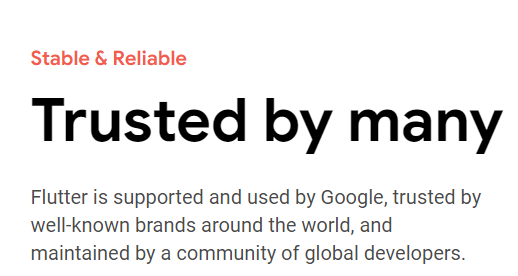 Stable & Reliable
Trusted by many
Flutter is supported and used by Google, trusted by
well-known brands around the world, and
maintained by a community of global developers.